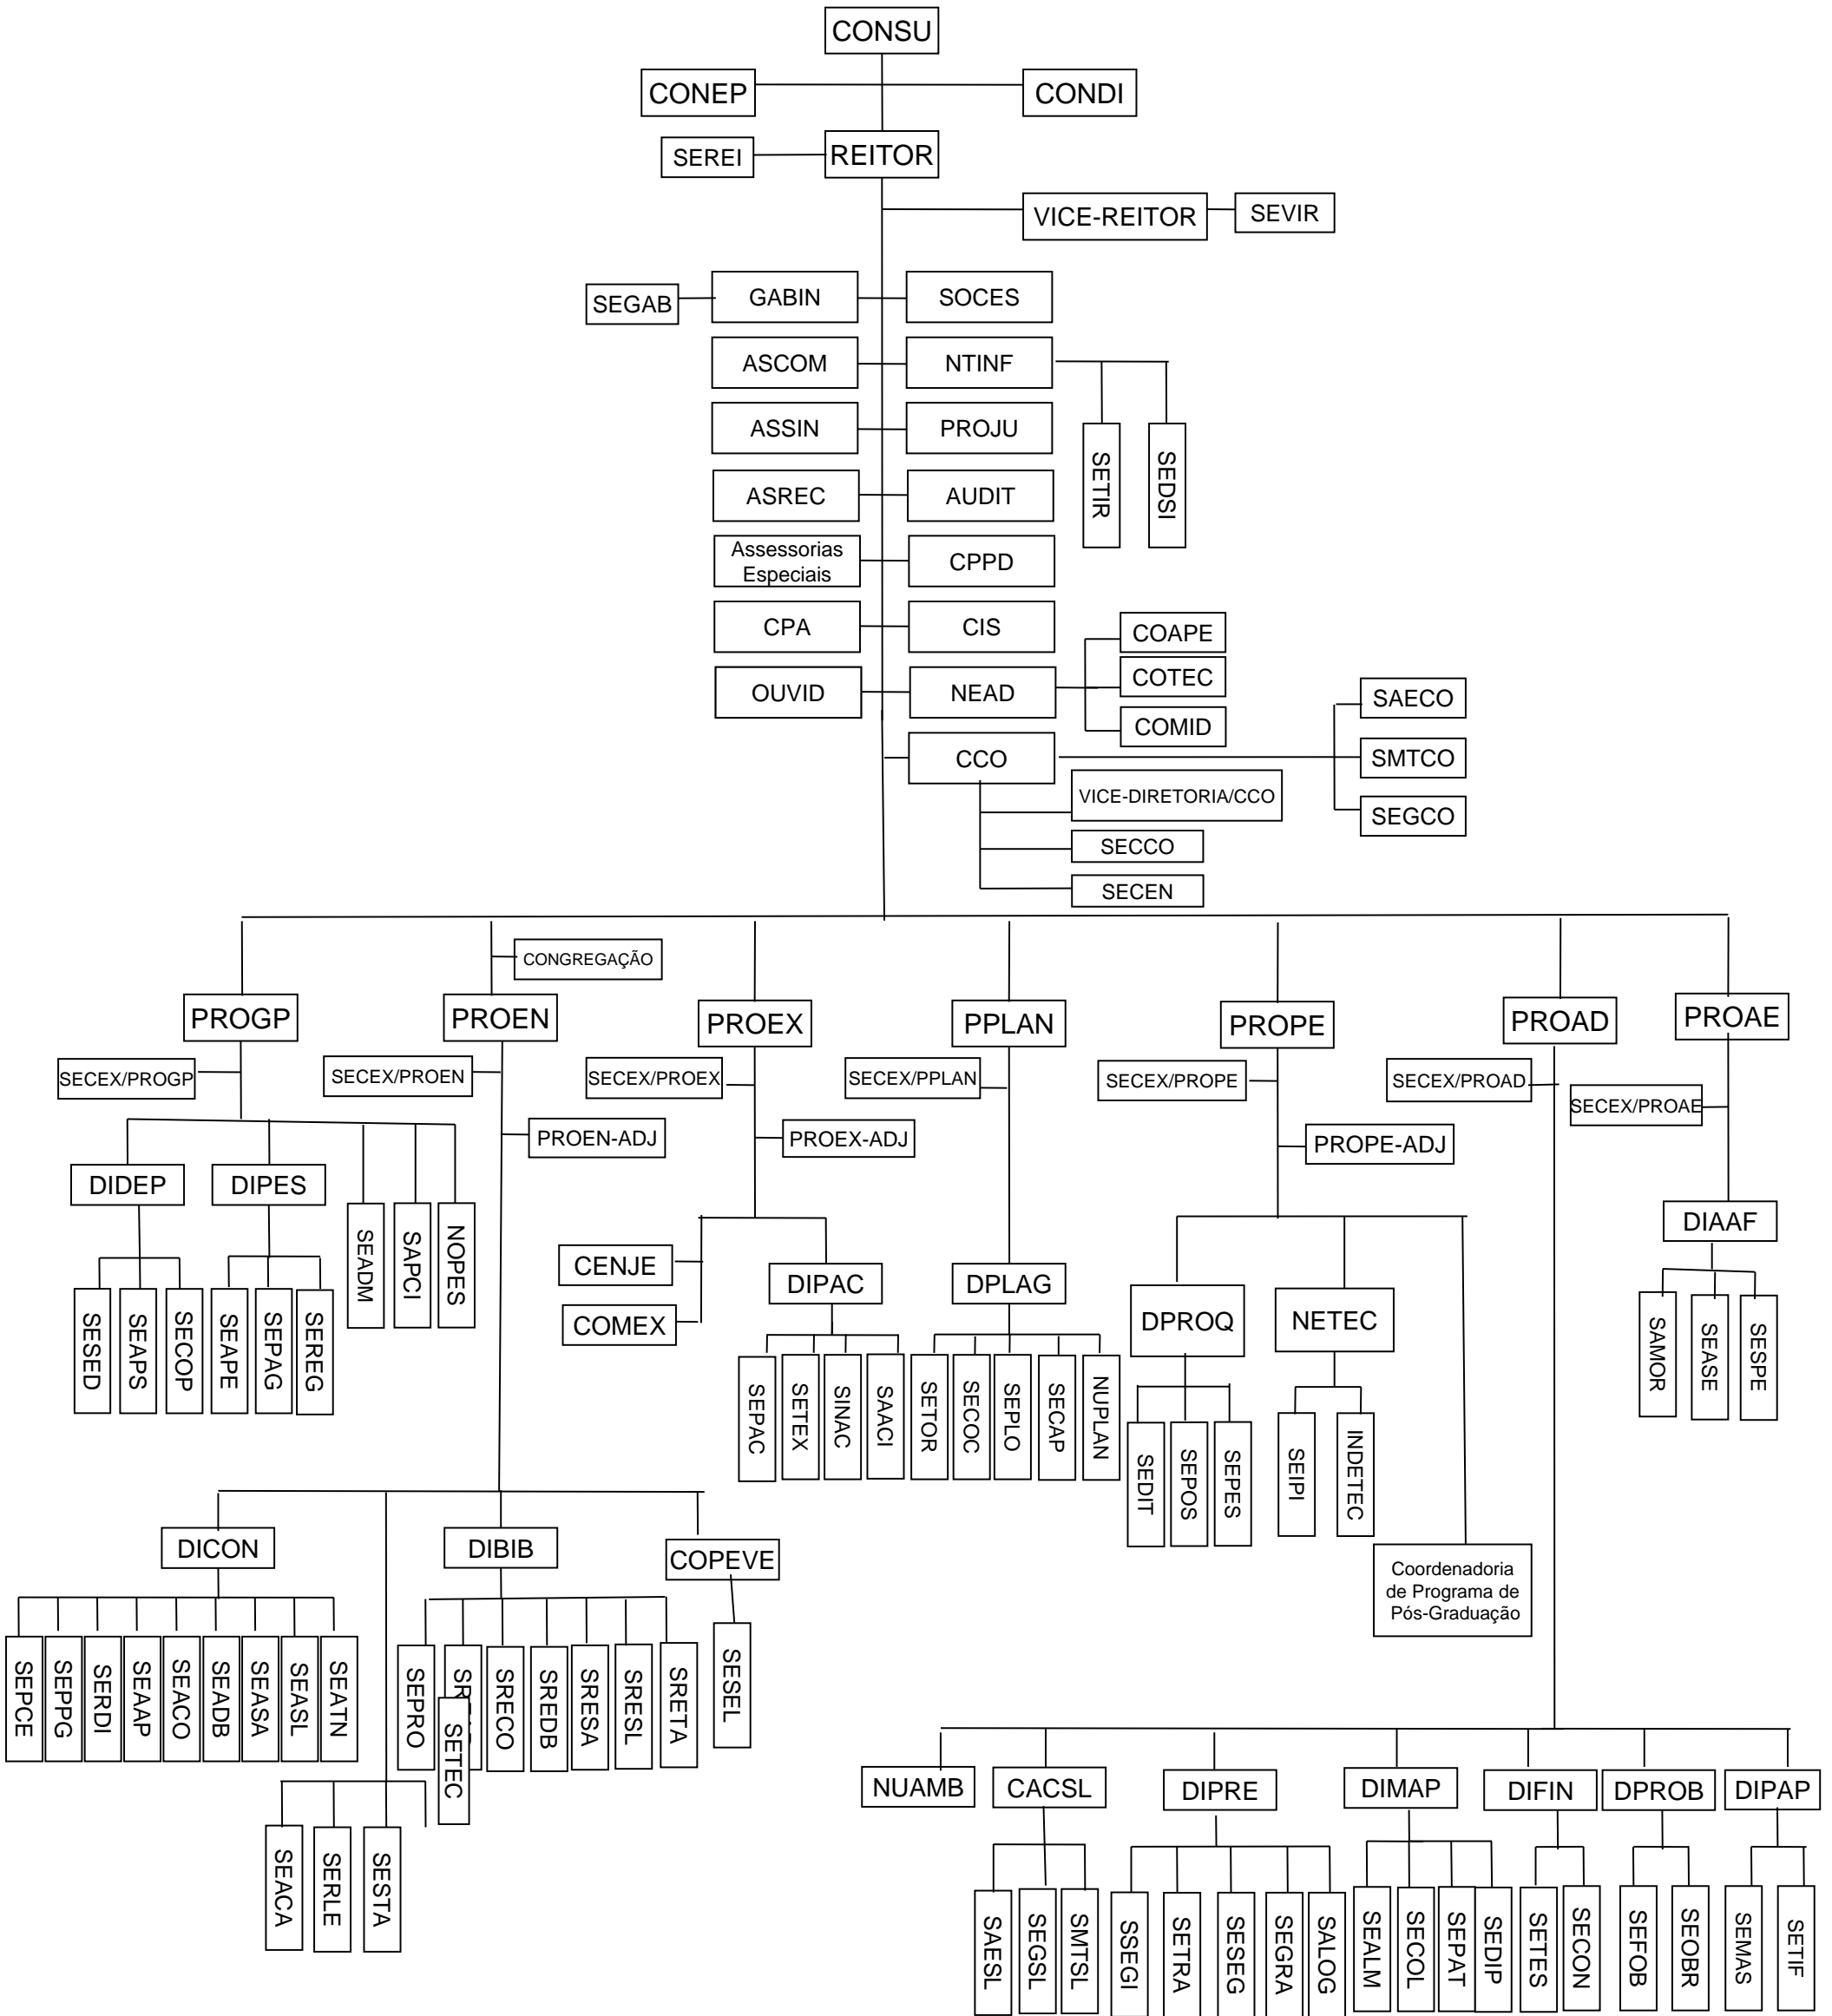 CONSU
CONEP
CONDI
REITOR
SEREI
VICE-REITOR
SEVIR
SEGAB
GABIN
SOCES
ASCOM
NTINF
ASSIN
PROJU
SETIR
SEDSI
ASREC
AUDIT
Assessorias
Especiais
CPPD
CPA
CIS
COAPE
COTEC
COMID
OUVID
NEAD
SAECO
SMTCO
SEGCO
CCO
VICE-DIRETORIA/CCO
SECCO
SECEN
CONGREGAÇÃO
PROGP
PROEN
PROEX
PPLAN
PROPE
PROAD
PROAE
SECEX/PROGP
SECEX/PROEN
SECEX/PROEX
SECEX/PPLAN
SECEX/PROPE
SECEX/PROAD
SECEX/PROAE
PROEN-ADJ
PROEX-ADJ
PROPE-ADJ
DIDEP
DIPES
SEADM
SAPCI
NOPES
DIAAF
CENJE
COMEX
DIPAC
DPLAG
DPROQ
NETEC
SESED
SEAPS
SECOP
SEAPE
SEPAG
SEREG
SAMOR
SEASE
SESPE
SEPAC
SETEX
SINAC
SAACI
SETOR
SECOC
SEPLO
SECAP
NUPLAN
SEDIT
SEPOS
SEPES
SEIPI
INDETEC
DICON
DIBIB
COPEVE
Coordenadoria
de Programa de
Pós-Graduação
SEPCE
SEPPG
SERDI
SEAAP
SEACO
SEADB
SEASA
SEASL
SEATN
SEPRO
SETEC
SRECO
SREDB
SRESA
SRESL
SRETA
SESEL
SEACA
SERLE
SESTA
NUAMB
CACSL
DIPRE
DIMAP
DIFIN
DPROB
DIPAP
SAESL
SEGSL
SMTSL
SSEGI
SETRA
SESEG
SEGRA
SALOG
SEALM
SECOL
SEPAT
SEDIP
SETES
SECON
SEFOB
SEOBR
SEMAS
SETIF